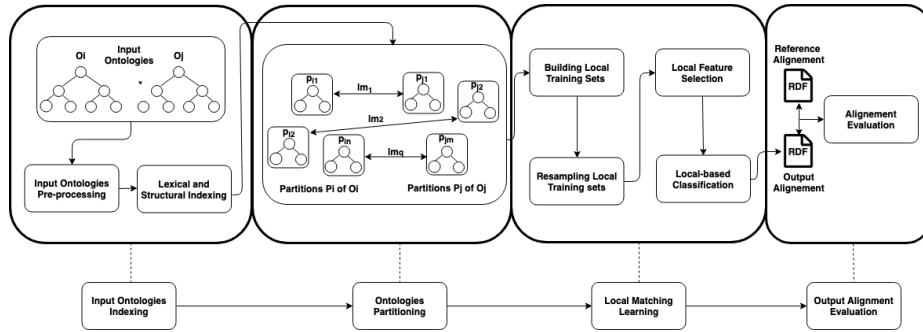 Input
Ontologies
Oi
Oj
Input Ontologies
Pre-processing
Lexical and
Structural Indexing
Pi1
lm1
Pj1
Pj2
lm2
Pi2
Pin
lmq
Pjm
Partitions Pi of Oi
Partitions Pj of Oj
Building Local
Training Sets
Local Feature
Selection
Resampling Local
Training sets
Local-based
Classification
Reference
Alignement
RDF
RDF
Output
Alignement
Alignement
Evaluation
Input Ontologies
Indexing
Ontologies
Partitioning
Local Matching
Learning
Output Alignement
Evaluation